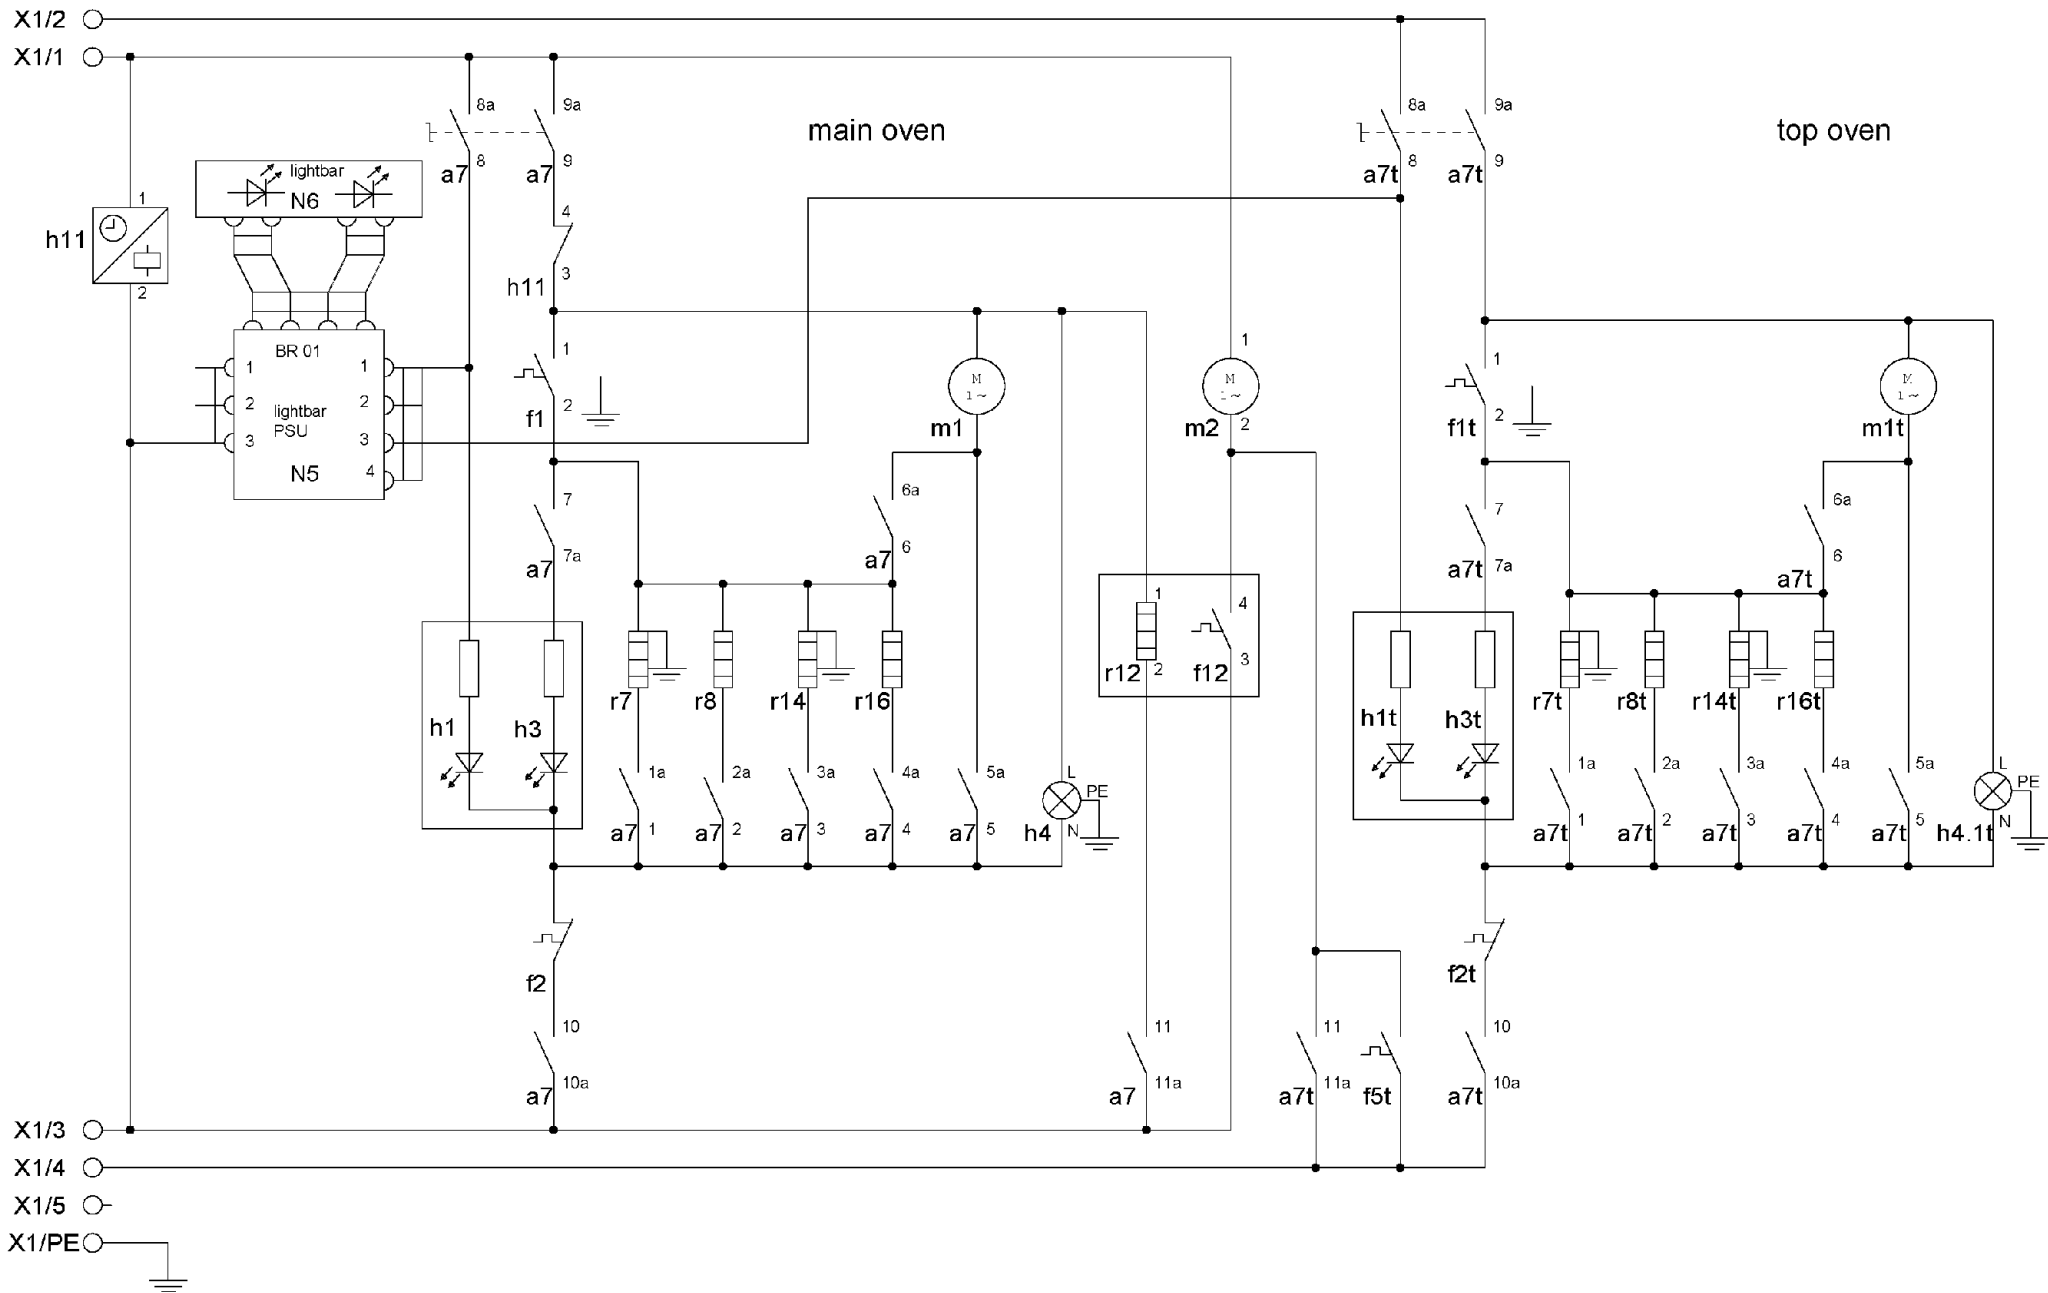 X1/2
X1/1
8a
9a
8a
9a
main oven
top oven
8
9
8
9
a7
a7
a7t
a7t
lightbar
N6
1
h11
2
4
3
h11
BR 01
1
1
2
2
lightbar
PSU
3
3
4
N5
1
2
f1
M
1~
m1
1
M
1~
m2
2
1
2
f1t
M
1~
m1t
7
7a
a7
6a
6
a7
7
7a
a7t
6a
6
a7t
h1
h3
r7
r8
r14
r16
1
2
r12
4
3
f12
h1t
h3t
r7t
r8t
r14t
r16t
1a
2a
3a
4a
5a
a7
1
a7
2
a7
3
a7
4
a7
5
L
PE
N
h4
1a
2a
3a
4a
5a
a7t
1
a7t
2
a7t
3
a7t
4
a7t
5
L
PE
N
h4.1t
f2
f2t
10
10a
a7
11
11a
a7
11
11a
a7t
f5t
10
10a
a7t
X1/3
X1/4
X1/5
X1/PE